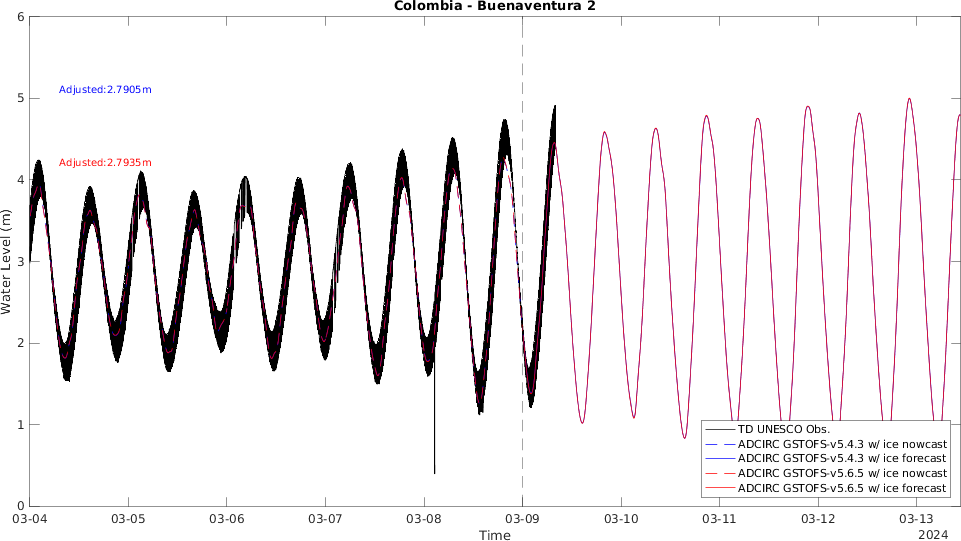 Colombia - Buenaventura 2
6
5
4
3
2
1
0
Water Level (m)
Adjusted:2.7905m
Adjusted:2.7935m
TD UNESCO Obs.
ADCIRC GSTOFS-v5.4.3 w/ ice nowcast
ADCIRC GSTOFS-v5.4.3 w/ ice forecast
ADCIRC GSTOFS-v5.6.5 w/ ice nowcast
ADCIRC GSTOFS-v5.6.5 w/ ice forecast
03-04 03-05 03-06 03-07 03-08 03-09 03-10 03-11 03-12 03-13
Time
2024